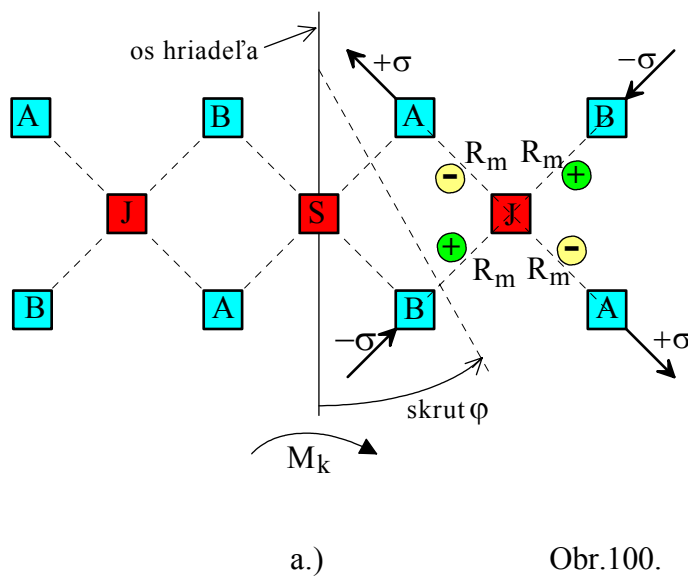 os hriadeľa
+σ
−σ
A
B
A
B
R_m
R_m
−
+
J
S
J
+
−
R_m
R_m
B
A
B
A
−σ
+σ
skrut φ
M_k
a.)
Obr.100.